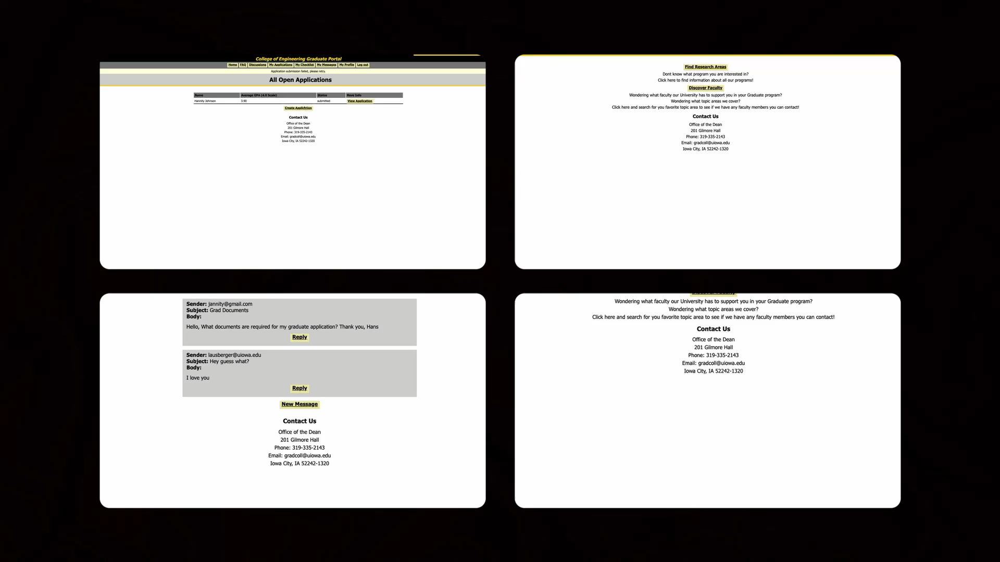 College of Engineering Graduate Portal
Home FAQ Discussions My Applications My Checklist My Messages My Profile Log out
Application submission failed, please retry.
All Open Applications
Name Average GPA (4.0 Scale) Status More Info
Hannity Johnson 3.90 submitted View Application
Create Application
Contact Us
Office of the Dean
201 Gilmore Hall
Phone: 319-335-2143
Email: gradcoll@uiowa.edu
Iowa City, IA 52242-1320
Find Research Areas
Dont know what program you are interested in?
Click here to find information about all our programs!
Discover Faculty
Wondering what faculty our University has to support you in your Graduate program?
Wondering what topic areas we cover?
Click here and search for you favorite topic area to see if we have any faculty members you can contact!
Contact Us
Office of the Dean
201 Gilmore Hall
Phone: 319-335-2143
Email: gradcoll@uiowa.edu
Iowa City, IA 52242-1320
Sender: jannity@gmail.com
Subject: Grad Documents
Body:
Hello, What documents are required for my graduate application? Thank you, Hans
Reply
Sender: lausberger@uiowa.edu
Subject: Hey guess what?
Body:
I love you
Reply
New Message
Contact Us
Office of the Dean
201 Gilmore Hall
Phone: 319-335-2143
Email: gradcoll@uiowa.edu
Iowa City, IA 52242-1320
Wondering what faculty our University has to support you in your Graduate program?
Wondering what topic areas we cover?
Click here and search for you favorite topic area to see if we have any faculty members you can contact!
Contact Us
Office of the Dean
201 Gilmore Hall
Phone: 319-335-2143
Email: gradcoll@uiowa.edu
Iowa City, IA 52242-1320